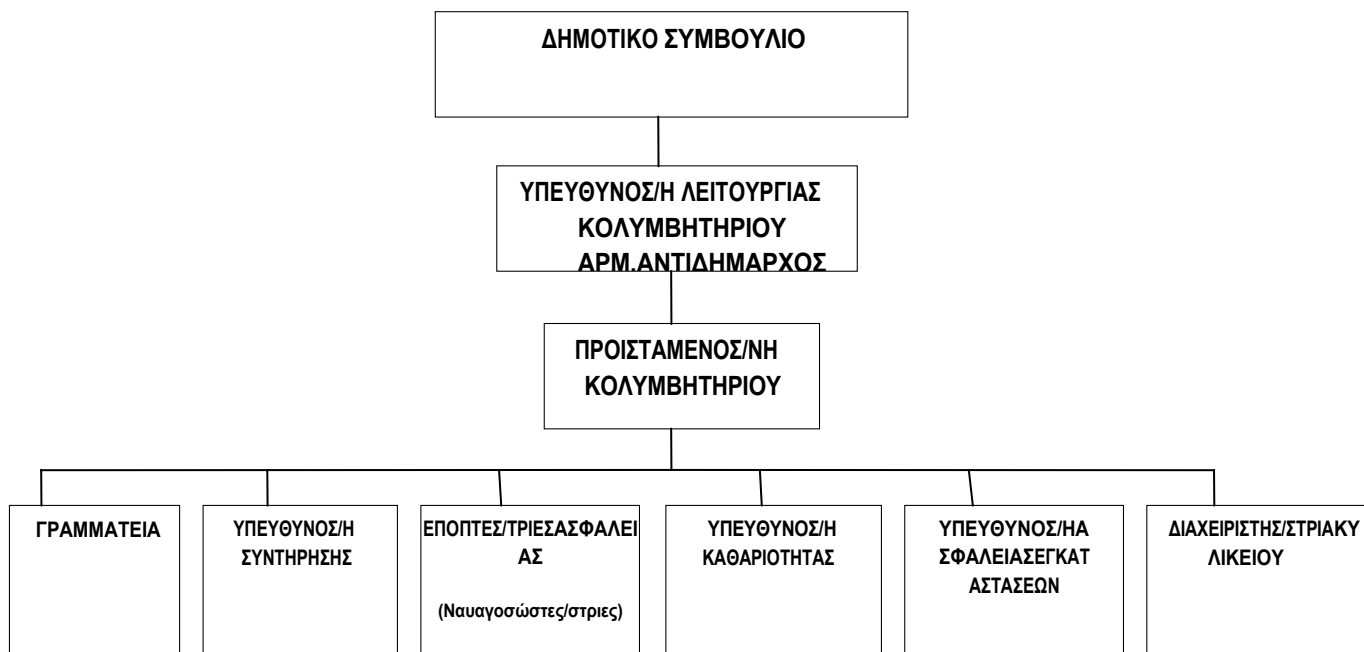 ΔΗΜΟΤΙΚΟ ΣΥΜΒΟΥΛΙΟ
ΥΠΕΥΘΥΝΟΣ/Η ΛΕΙΤΟΥΡΓΙΑΣ
ΚΟΛΥΜΒΗΤΗΡΙΟΥ
ΑΡΜ.ΑΝΤΙΔΗΜΑΡΧΟΣ
ΠΡΟΙΣΤΑΜΕΝΟΣ/ΝΗ
ΚΟΛΥΜΒΗΤΗΡΙΟΥ
ΓΡΑΜΜΑΤΕΙΑ
ΥΠΕΥΘΥΝΟΣ/Η
ΣΥΝΤΗΡΗΣΗΣ
ΕΠΟΠΤΕΣ/ΤΡΙΕΣΑΣΦΑΛΕΙ
ΑΣ
(Ναυαγοσώστες/στριες)
ΥΠΕΥΘΥΝΟΣ/Η
ΚΑΘΑΡΙΟΤΗΤΑΣ
ΥΠΕΥΘΥΝΟΣ/ΗΑ
ΣΦΑΛΕΙΑΣΕΓΚΑΤ
ΑΣΤΑΣΕΩΝ
ΔΙΑΧΕΙΡΙΣΤΗΣ/ΣΤΡΙΑΚΥ
ΛΙΚΕΙΟΥ